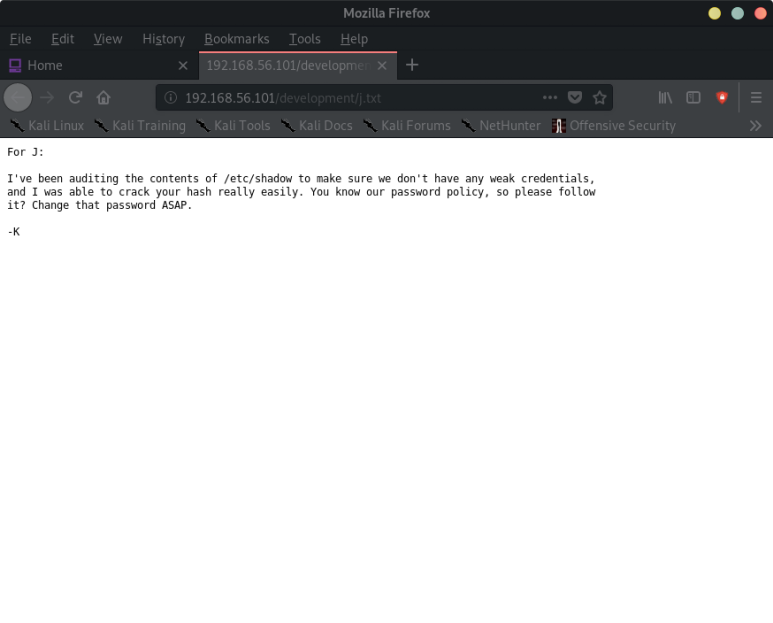 Mozilla Firefox
File Edit View History Bookmarks Tools Help
Home 192.168.56.101/developmen
192.168.56.101/development/j.txt
Kali Linux Kali Training Kali Tools Kali Docs Kali Forums NetHunter Offensive Security
For J:
I've been auditing the contents of /etc/shadow to make sure we don't have any weak credentials,
and I was able to crack your hash really easily. You know our password policy, so please follow
it? Change that password ASAP.
-K